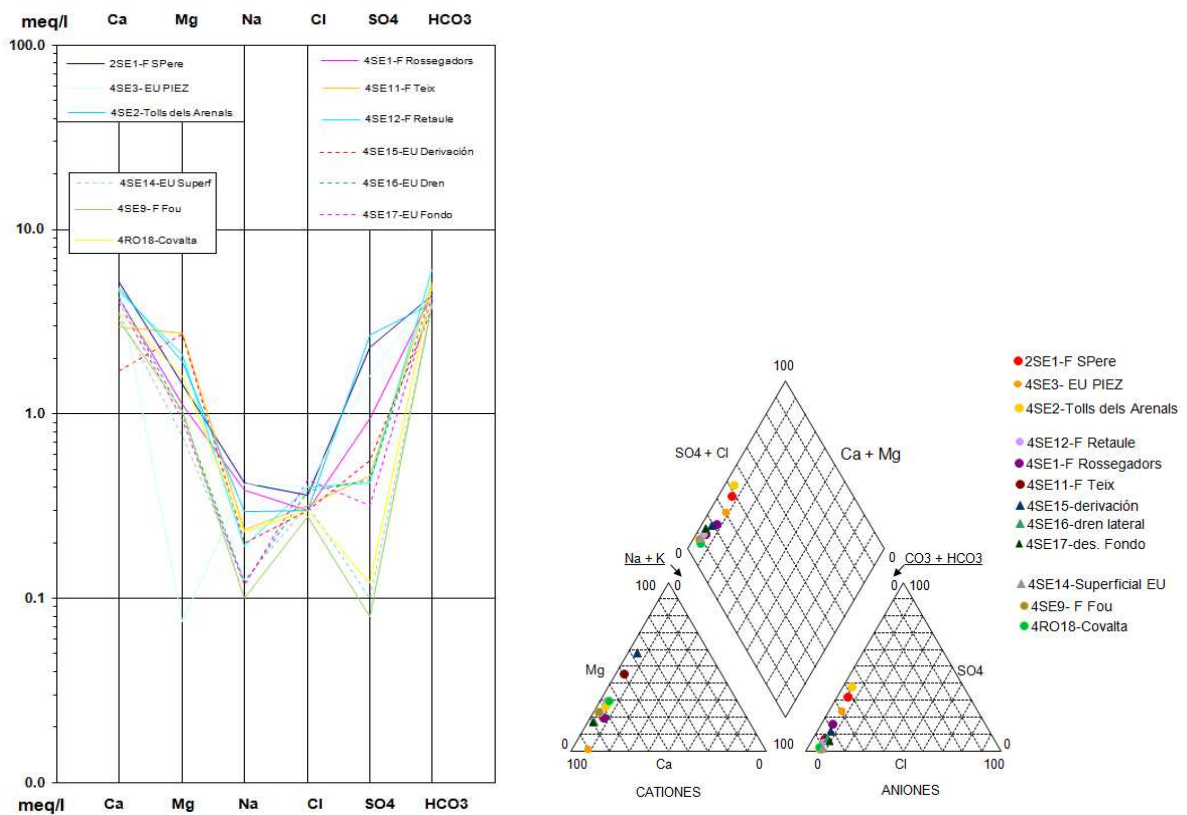 meq/l Ca Mg Na Cl SO4 HCO3
100.0
2SE1-F SPere
4SE3- EU PIEZ
4SE2-Tolls dels Arenals
4SE1-F Rossegadors
4SE11-F Teix
4SE12-F Retaule
4SE15-EU Derivación
4SE16-EU Dren
4SE17-EU Fondo
4SE14-EU Superf
4SE9- F Fou
4RO18-Covalta
10.0
1.0
0.1
0.0
meq/l Ca Mg Na Cl SO4 HCO3
100
SO4 + Cl
Ca + Mg
0
0
Na + K
CO3 + HCO3
100
0
0
100
Mg
SO4
0
100
0
100
Ca
0
0
Cl
100
CATIONES
ANIONES
2SE1-F SPere
4SE3- EU PIEZ
4SE2-Tolls dels Arenals
4SE12-F Retaule
4SE1-F Rossegadors
4SE11-F Teix
4SE15-derivación
4SE16-dren lateral
4SE17-des. Fondo
4SE14-Superficial EU
4SE9- F Fou
4RO18-Covalta